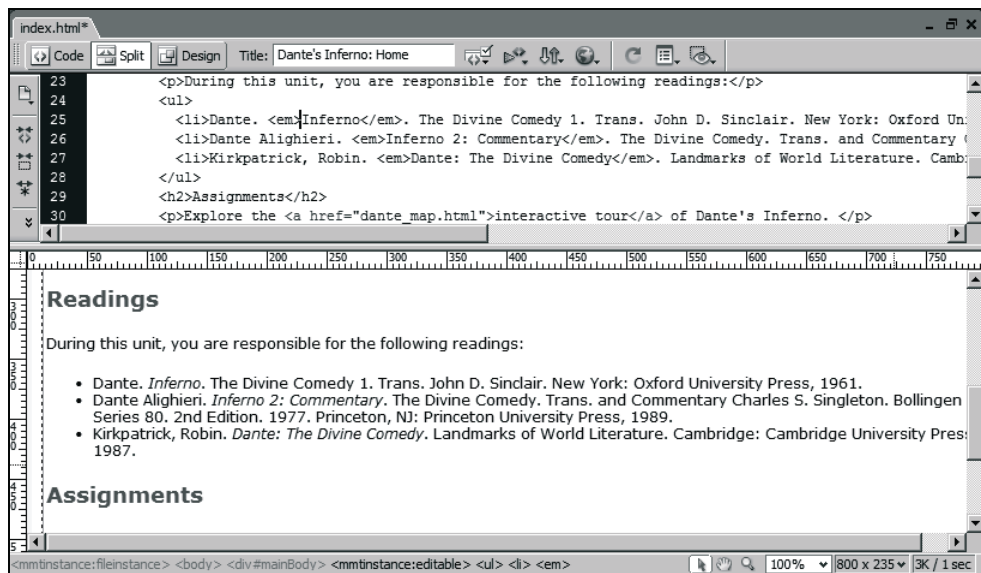 index.html*
Code Split Design Title: Dante's Inferno: Home
23 <p>During this unit, you are responsible for the following readings:</p>
24 <ul>
25 <li>Dante. <em>Inferno</em>. The Divine Comedy 1. Trans. John D. Sinclair. New York: Oxford Un
26 <li>Dante Alighieri. <em>Inferno 2: Commentary</em>. The Divine Comedy. Trans. and Commentary
27 <li>Kirkpatrick, Robin. <em>Dante: The Divine Comedy</em>. Landmarks of World Literature. Camb
28 </ul>
29 <h2>Assignments</h2>
30 <p>Explore the <a href="dante_map.html">interactive tour</a> of Dante's Inferno. </p>
0 50 100 150 200 250 300 350 400 450 500 550 600 650 700 750
Readings
During this unit, you are responsible for the following readings:
• Dante. Inferno. The Divine Comedy 1. Trans. John D. Sinclair. New York: Oxford University Press, 1961.
• Dante Alighieri. Inferno 2: Commentary. The Divine Comedy. Trans. and Commentary Charles S. Singleton. Bollingen
Series 80. 2nd Edition. 1977. Princeton, NJ: Princeton University Press, 1989.
• Kirkpatrick, Robin. Dante: The Divine Comedy. Landmarks of World Literature. Cambridge: Cambridge University Pres
1987.
Assignments
<mmtinstance:fileinstance> <body> <div#mainBody> <mmtinstance:editable> <ul> <li> <em> 100% 800 x 235 3K / 1 sec